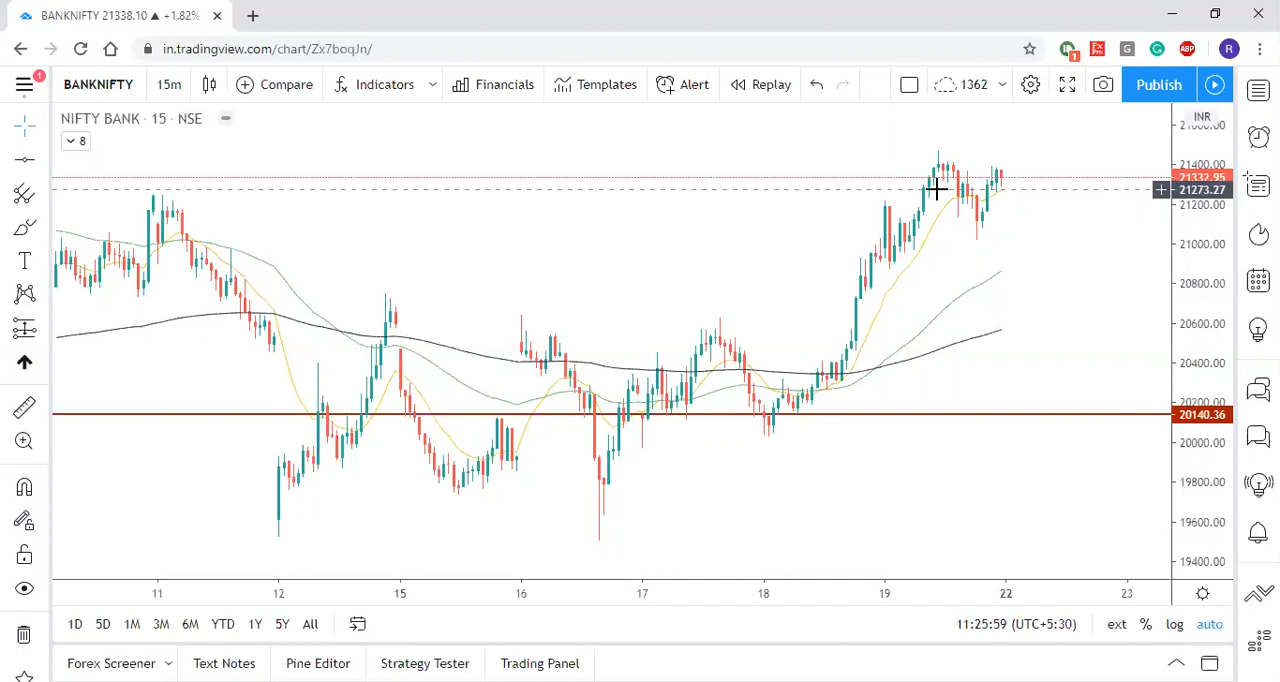 BANKNIFTY 21338.10 ▲ +1.82%
in.tradingview.com/chart/Zx7boqJn/
1
R
1
BANKNIFTY 15m Compare Indicators Financials Templates Alert Replay 1362 Publish
NIFTY BANK · 15 · NSE
8
INR
21400.00
21332.95
21273.27
21200.00
21000.00
20800.00
20600.00
20400.00
20200.00
20140.36
20000.00
19800.00
19600.00
19400.00
11 12 15 16 17 18 19 22 23
1D 5D 1M 3M 6M YTD 1Y 5Y All 11:25:59 (UTC+5:30) ext % log auto
Forex Screener Text Notes Pine Editor Strategy Tester Trading Panel